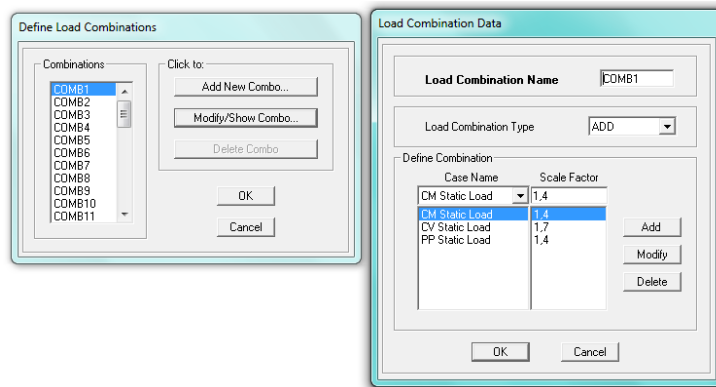 Define Load Combinations
Combinations
COMB1
COMB2
COMB3
COMB4
COMB5
COMB6
COMB7
COMB8
COMB9
COMB10
COMB11
Click to:
Add New Combo...
Modify/Show Combo...
Delete Combo
OK
Cancel
Load Combination Data
Load Combination Name COMB1
Load Combination Type ADD
Define Combination
Case Name Scale Factor
CM Static Load 1,4
CM Static Load 1,4
CV Static Load 1,7
PP Static Load 1,4
Add
Modify
Delete
OK Cancel